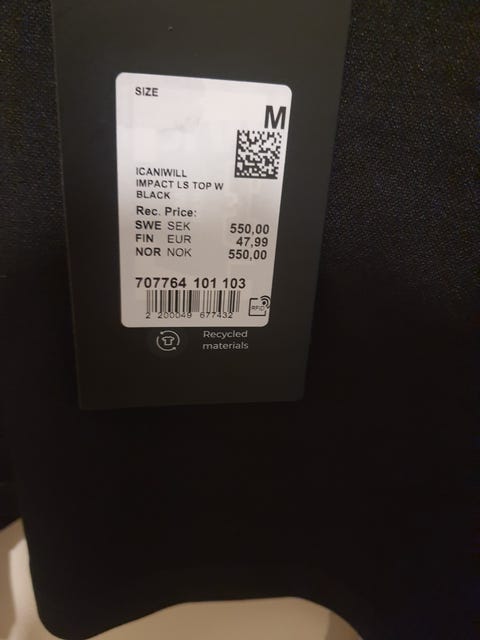 SIZE
M
ICANIWILL
IMPACT LS TOP W
BLACK
Rec. Price:
SWE SEK 550,00
FIN EUR 47,99
NOR NOK 550,00
707764 101 103
2 200049 677432
RFID
Recycled
materials